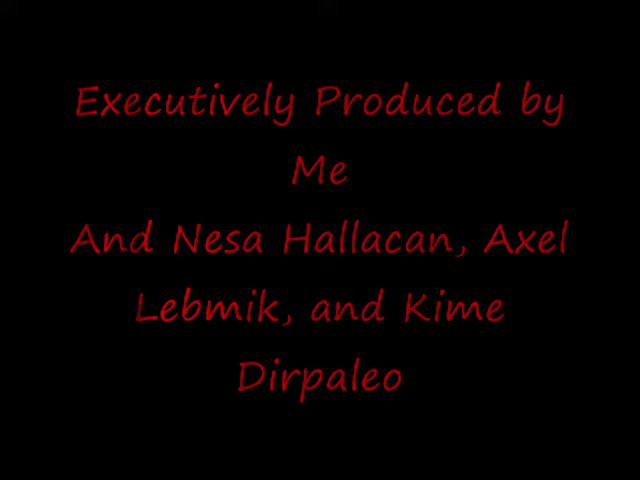 Executively Produced by
Me
And Nesa Hallacan, Axel
Lebmik, and Kime
Dirpaleo